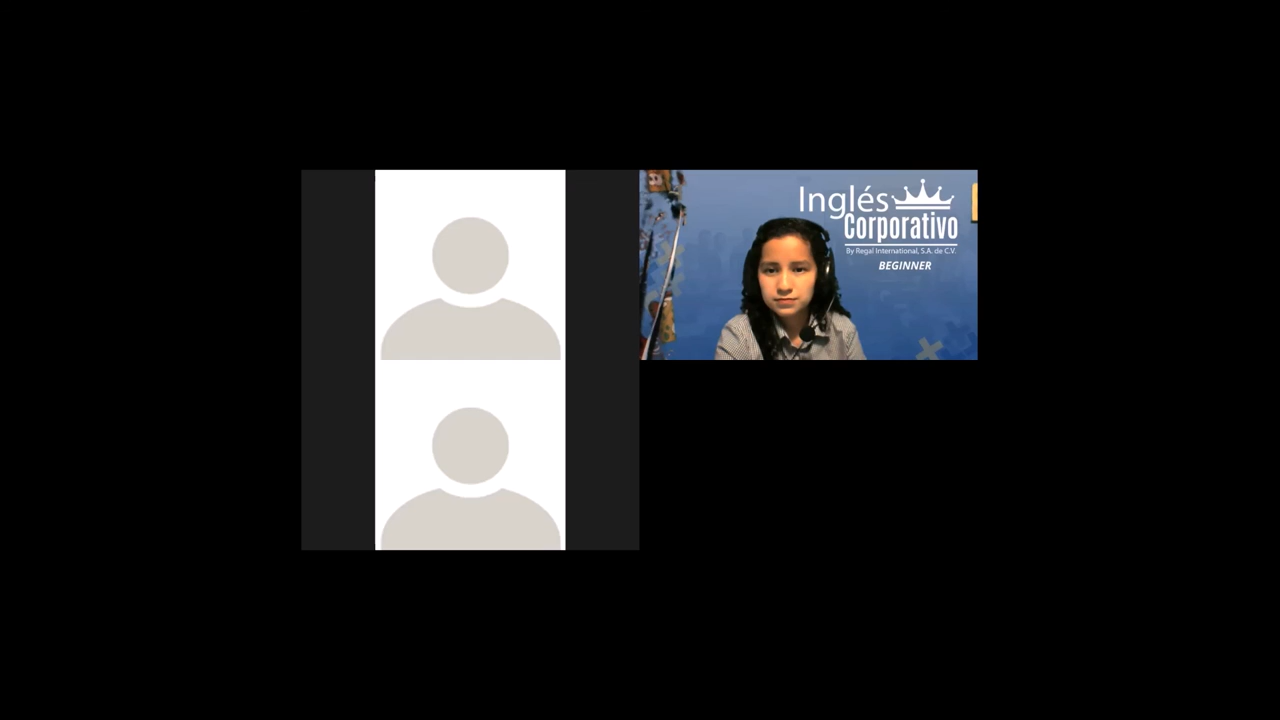 Inglés
Corporativo
By Regal International, S.A. de C.V.
BEGINNER